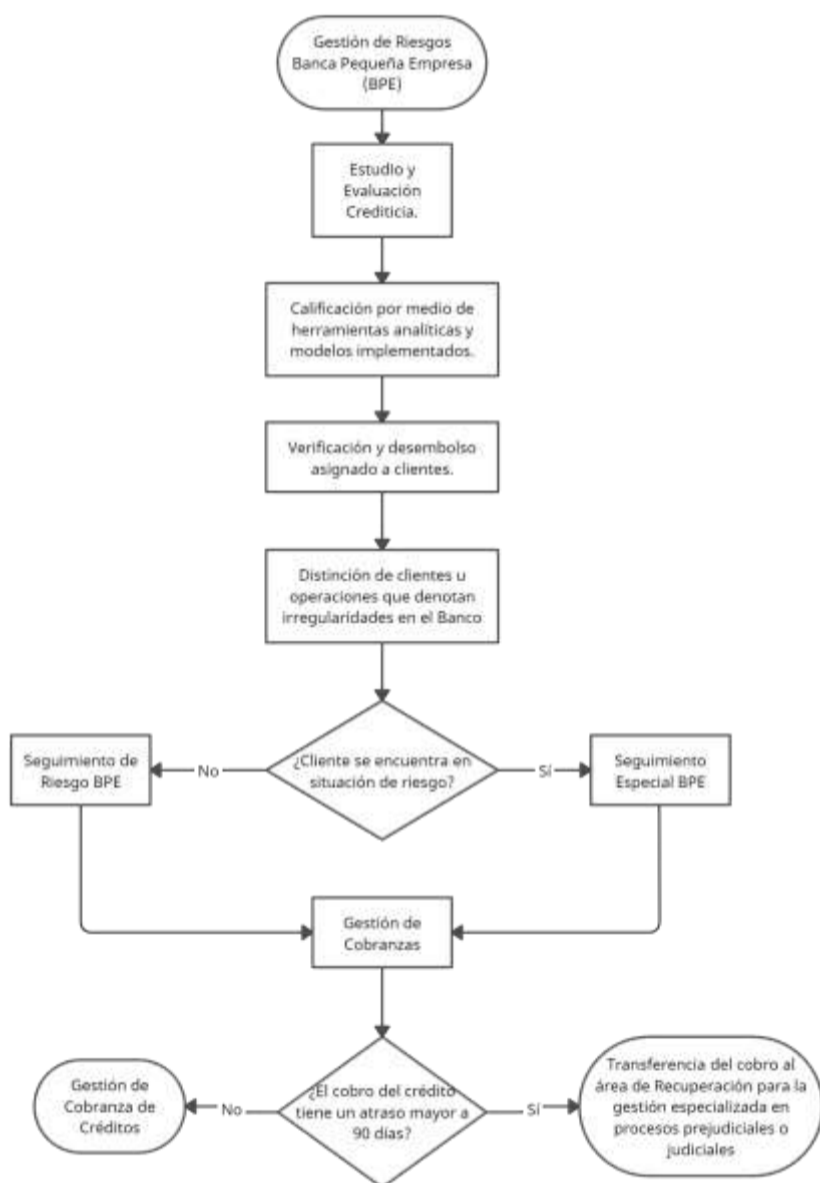 Gestión de Riesgos
Banca Pequeña Empresa
(BPE)
Estudio y
Evaluación
Crediticia.
Calificación por medio de
herramientas analíticas y
modelos implementados.
Verificación y desembolso
asignado a clientes.
Distinción de clientes u
operaciones que denotan
irregularidades en el Banco
¿Cliente se encuentra en
situación de riesgo?
No
Sí
Seguimiento de
Riesgo BPE
Seguimiento
Especial BPE
Gestión de
Cobranzas
¿El cobro del crédito
tiene un atraso mayor a
90 días?
No
Sí
Gestión de
Cobranza de
Créditos
Transferencia del cobro al
área de Recuperación para la
gestión especializada en
procesos prejudiciales o
judiciales